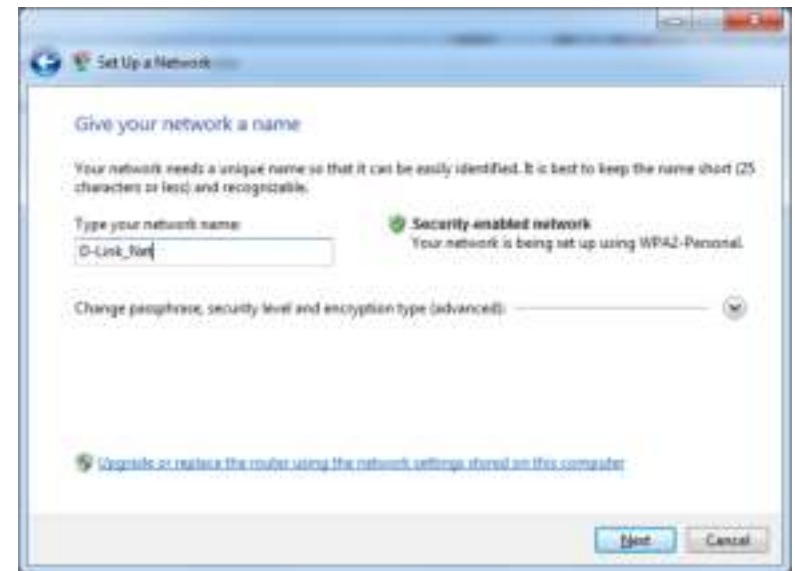 Set Up a Network
Give your network a name
Your network needs a unique name so that it can be easily identified. It is best to keep the name short (25
characters or less) and recognizable.
Type your network name:
Security-enabled network
D-Link_Net
Your network is being set up using WPA2-Personal.
Change passphrase, security level and encryption type (advanced):
Upgrade or replace the router using the network settings stored on this computer
Next
Cancel